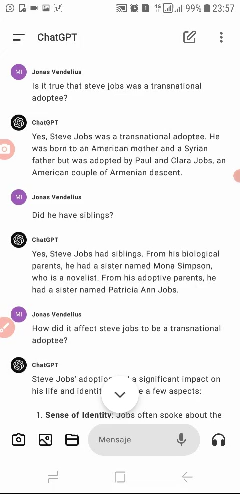 99% 23:57
ChatGPT
MI Jonas Vendelius
Is it true that steve jobs was a transnational
adoptee?
ChatGPT
Yes, Steve Jobs was a transnational adoptee. He
was born to an American mother and a Syrian
father but was adopted by Paul and Clara Jobs, an
American couple of Armenian descent.
MI Jonas Vendelius
Did he have siblings?
ChatGPT
Yes, Steve Jobs had siblings. From his biological
parents, he had a sister named Mona Simpson,
who is a novelist. From his adoptive parents, he
had a sister named Patricia Ann Jobs.
MI Jonas Vendelius
How did it affect steve jobs to be a transnational
adoptee?
ChatGPT
Steve Jobs' adoption a significant impact on
his life and a few aspects:
1. Sense of Identity: Jobs often spoke about the
Mensaje